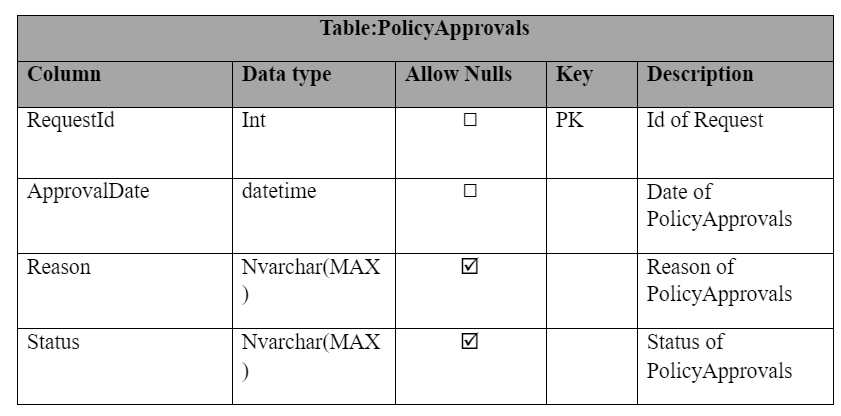 Table:PolicyApprovals
Column Data type Allow Nulls Key Description
RequestId Int ☐ PK Id of Request
ApprovalDate datetime ☐ Date of
PolicyApprovals
Reason Nvarchar(MAX ☑ Reason of
) PolicyApprovals
Status Nvarchar(MAX ☑ Status of
) PolicyApprovals